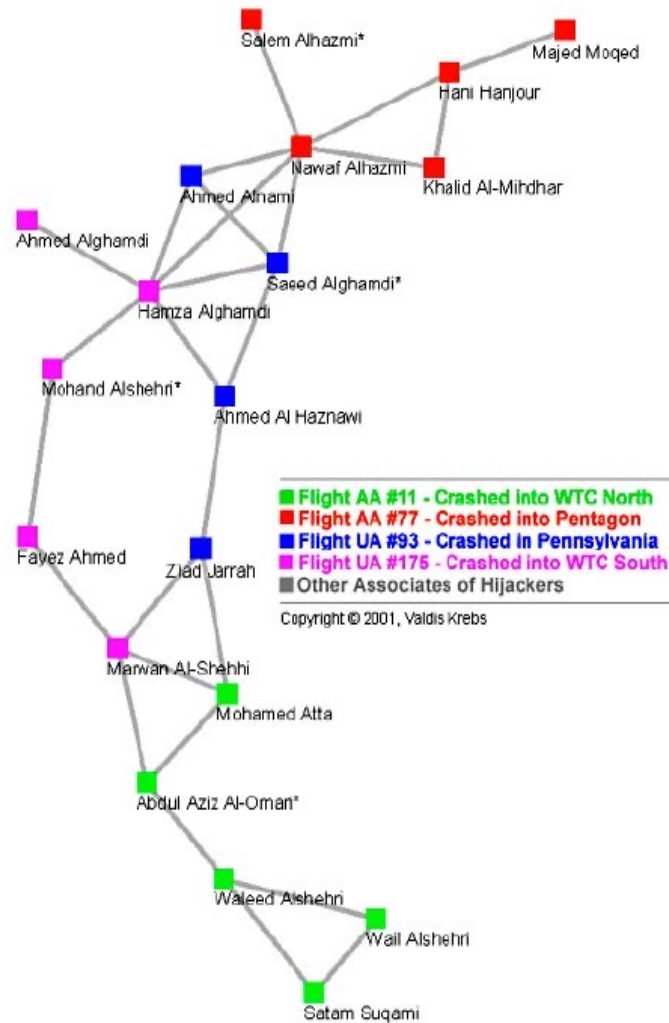 Salem Alhazmi*
Majed Moqed
Hani Hanjour
Nawaf Alhazmi
Khalid Al-Mihdhar
Ahmed Alnami
Ahmed Alghamdi
Saeed Alghamdi*
Hamza Alghamdi
Mohand Alshehri*
Ahmed Al Haznawi
Flight AA #11 - Crashed into WTC North
Flight AA #77 - Crashed into Pentagon
Flight UA #93 - Crashed in Pennsylvania
Flight UA #175 - Crashed into WTC South
Other Associates of Hijackers
Copyright © 2001, Valdis Krebs
Fayez Ahmed
Ziad Jarrah
Marwan Al-Shehhi
Mohamed Atta
Abdul Aziz Al-Omari*
Waleed Alshehri
Wail Alshehri
Satam Suqami